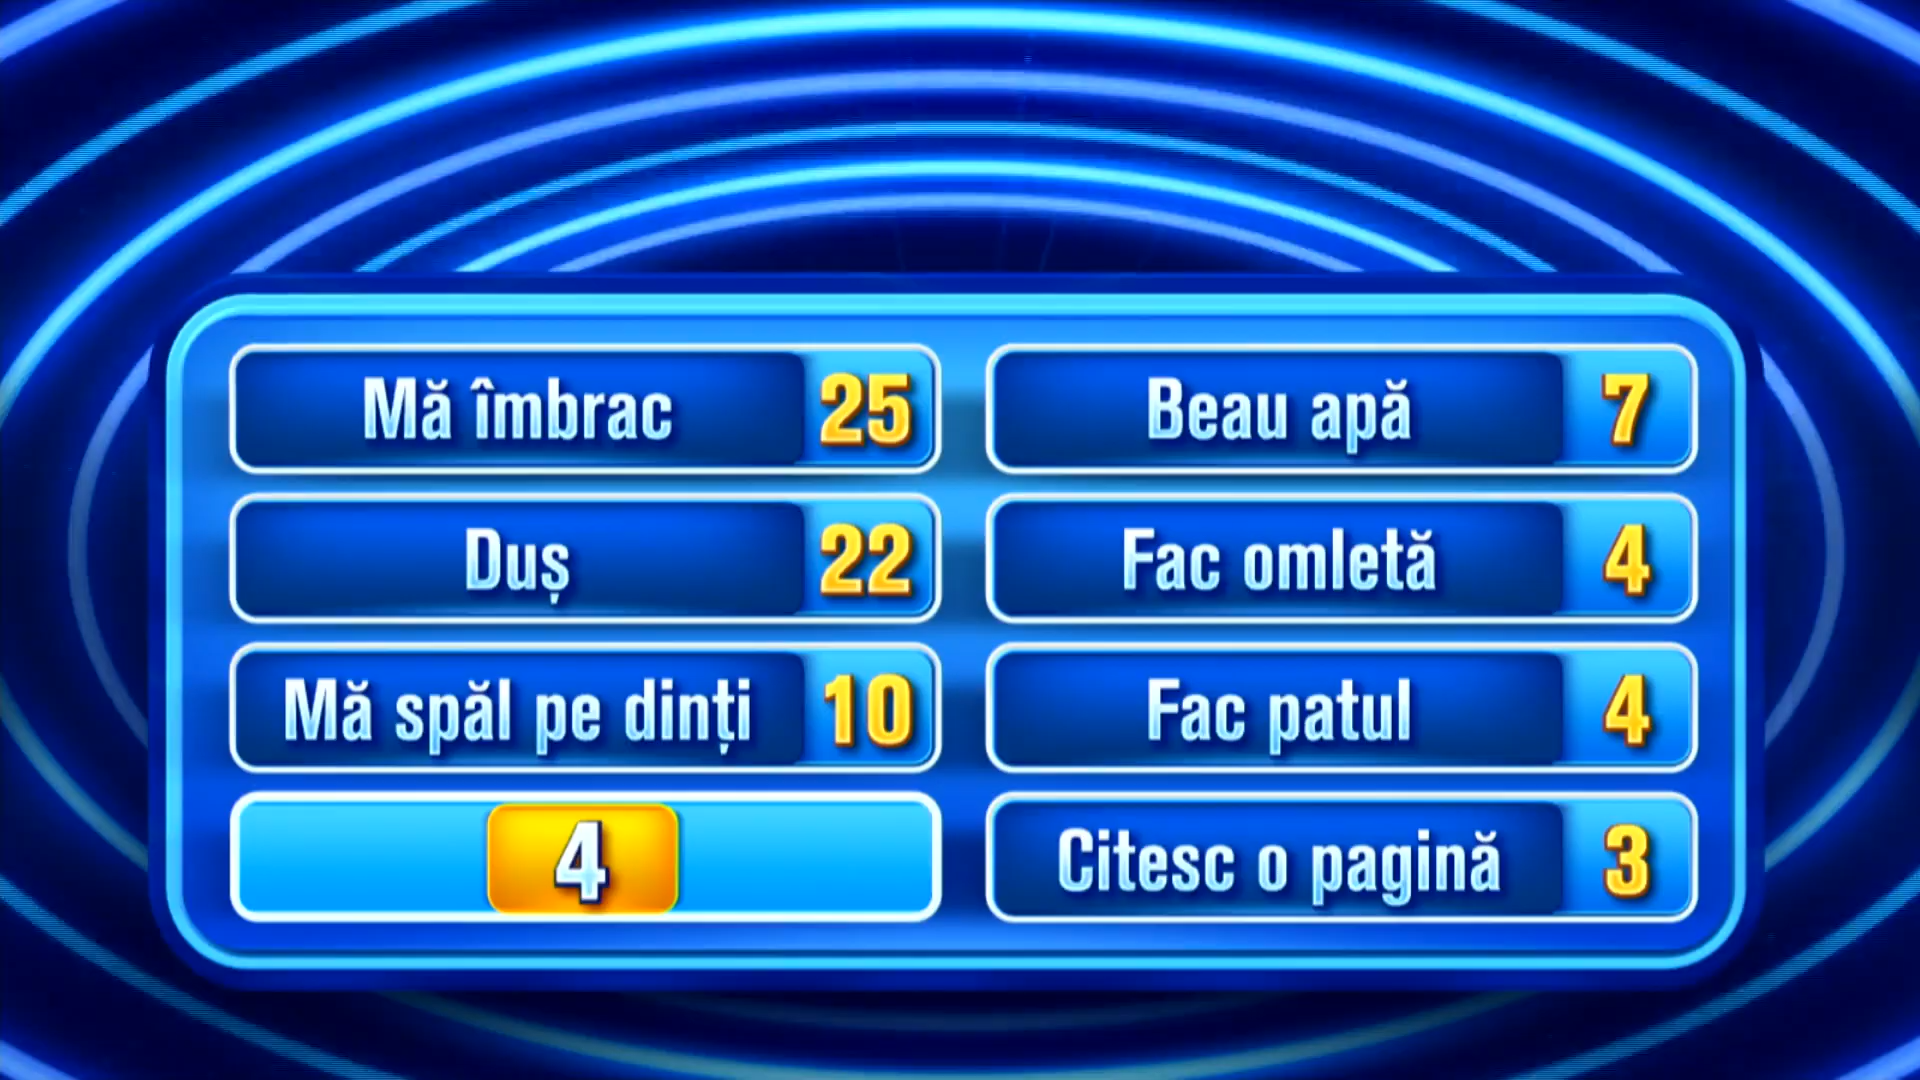 Mă îmbrac 25
Duș 22
Mă spăl pe dinți 10
4
Beau apă 7
Fac omletă 4
Fac patul 4
Citesc o pagină 3